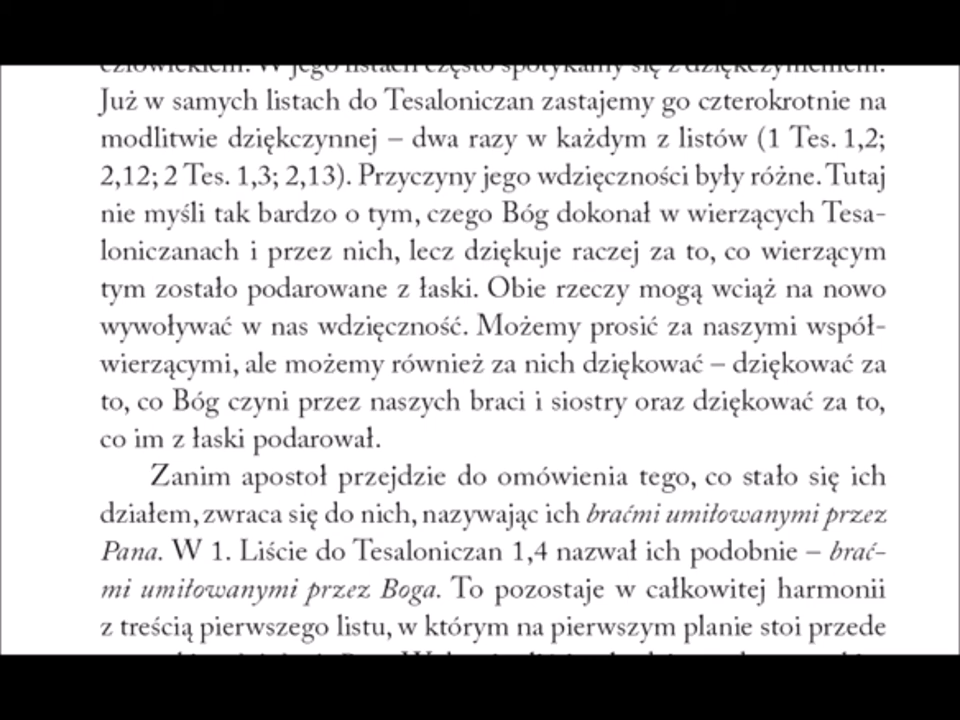 człowiekiem. W jego listach często spotykamy się z dziękczynieniem.
Już w samych listach do Tesaloniczan zastajemy go czterokrotnie na
modlitwie dziękczynnej – dwa razy w każdym z listów (1 Tes. 1,2;
2,12; 2 Tes. 1,3; 2,13). Przyczyny jego wdzięczności były różne. Tutaj
nie myśli tak bardzo o tym, czego Bóg dokonał w wierzących Tesa-
loniczanach i przez nich, lecz dziękuje raczej za to, co wierzącym
tym zostało podarowane z łaski. Obie rzeczy mogą wciąż na nowo
wywoływać w nas wdzięczność. Możemy prosić za naszymi współ-
wierzącymi, ale możemy również za nich dziękować – dziękować za
to, co Bóg czyni przez naszych braci i siostry oraz dziękować za to,
co im z łaski podarował.
Zanim apostoł przejdzie do omówienia tego, co stało się ich
działem, zwraca się do nich, nazywając ich braćmi umiłowanymi przez
Pana. W 1. Liście do Tesaloniczan 1,4 nazwał ich podobnie – brać-
mi umiłowanymi przez Boga. To pozostaje w całkowitej harmonii
z treścią pierwszego listu, w którym na pierwszym planie stoi przede